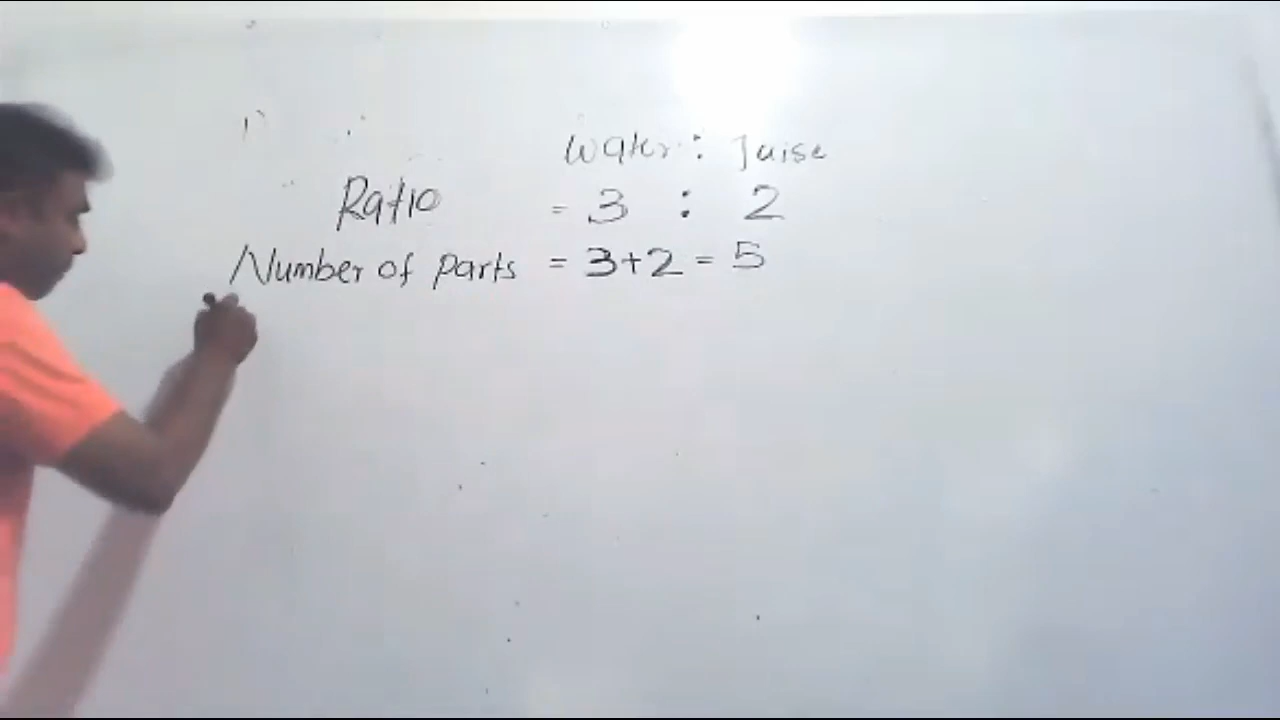 Water : Juise
Ratio = 3 : 2
Number of parts = 3+2 = 5